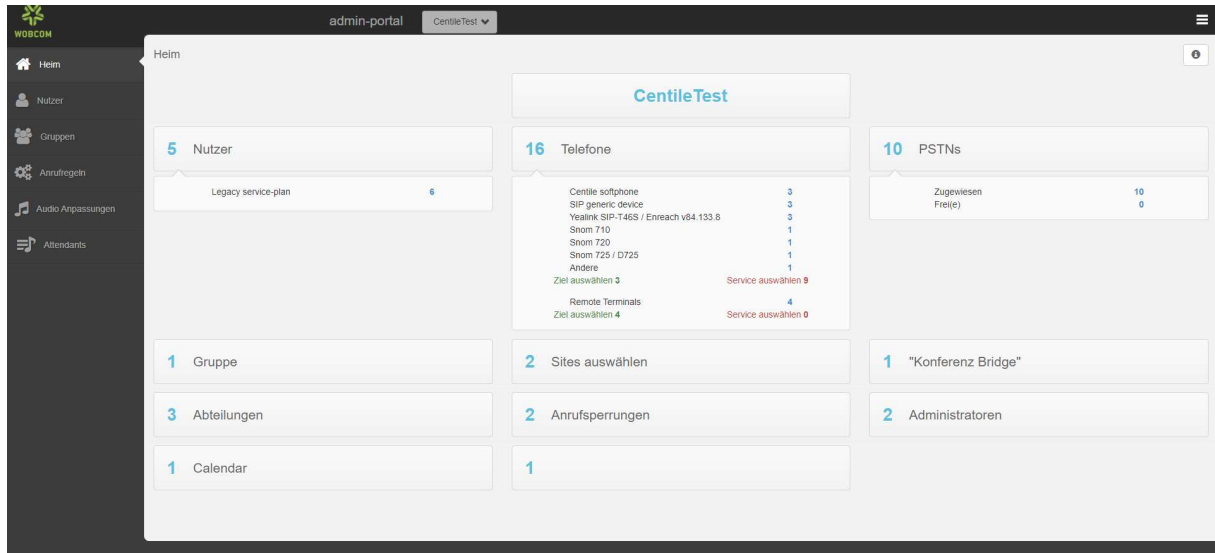 WOBCOM
admin-portal CentileTest
Heim
Nutzer
Gruppen
Anrufregeln
Audio Anpassungen
Attendants
Heim
CentileTest
5 Nutzer
Legacy service-plan 6
16 Telefone
Centile softphone 3
SIP generic device 3
Yealink SIP-T46S / Enreach v84.133.8 3
Snom 710 1
Snom 720 1
Snom 725 / D725 1
Andere 1
Ziel auswählen 3 Service auswählen 9
Remote Terminals 4
Ziel auswählen 4 Service auswählen 0
10 PSTNs
Zugewiesen 10
Frei(e) 0
1 Gruppe
2 Sites auswählen
1 "Konferenz Bridge"
3 Abteilungen
2 Anrufsperrungen
2 Administratoren
1 Calendar
1